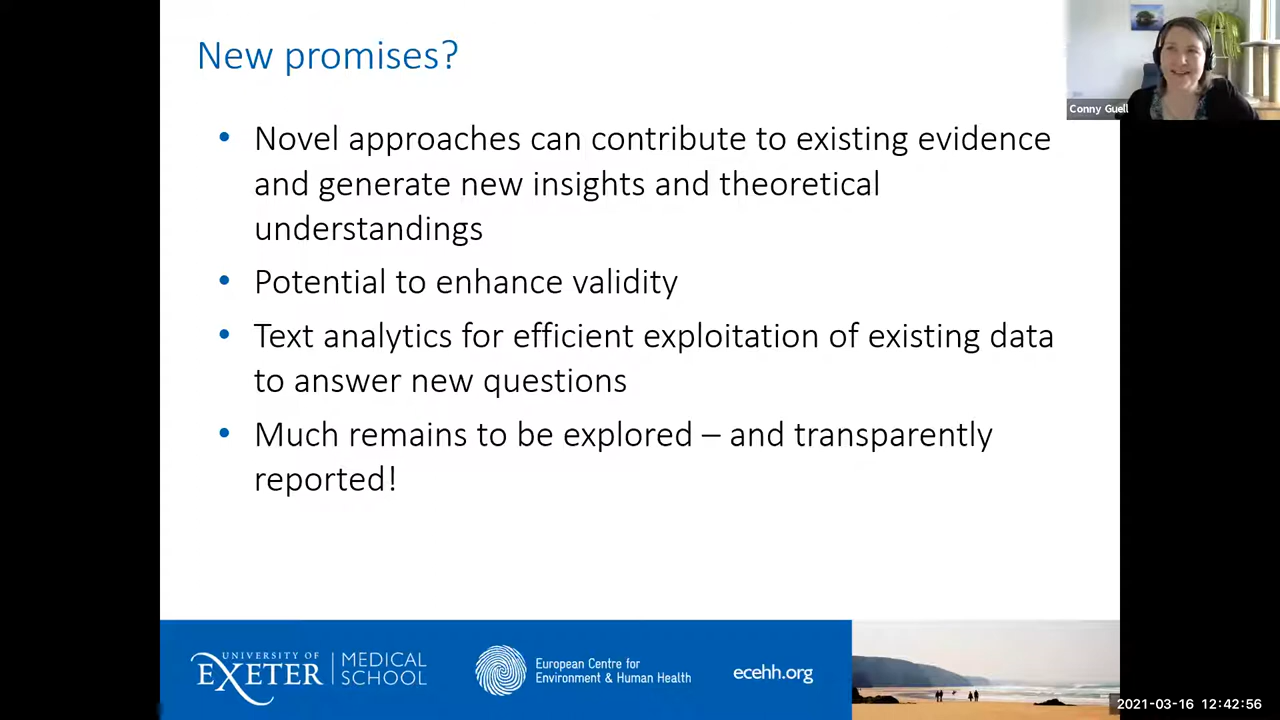 New promises?
Conny Guell
• Novel approaches can contribute to existing evidence
and generate new insights and theoretical
understandings
• Potential to enhance validity
• Text analytics for efficient exploitation of existing data
to answer new questions
• Much remains to be explored – and transparently
reported!
UNIVERSITY OF
EXETER
MEDICAL
SCHOOL
European Centre for
Environment & Human Health
ecehh.org
2021-03-16 12:42:56